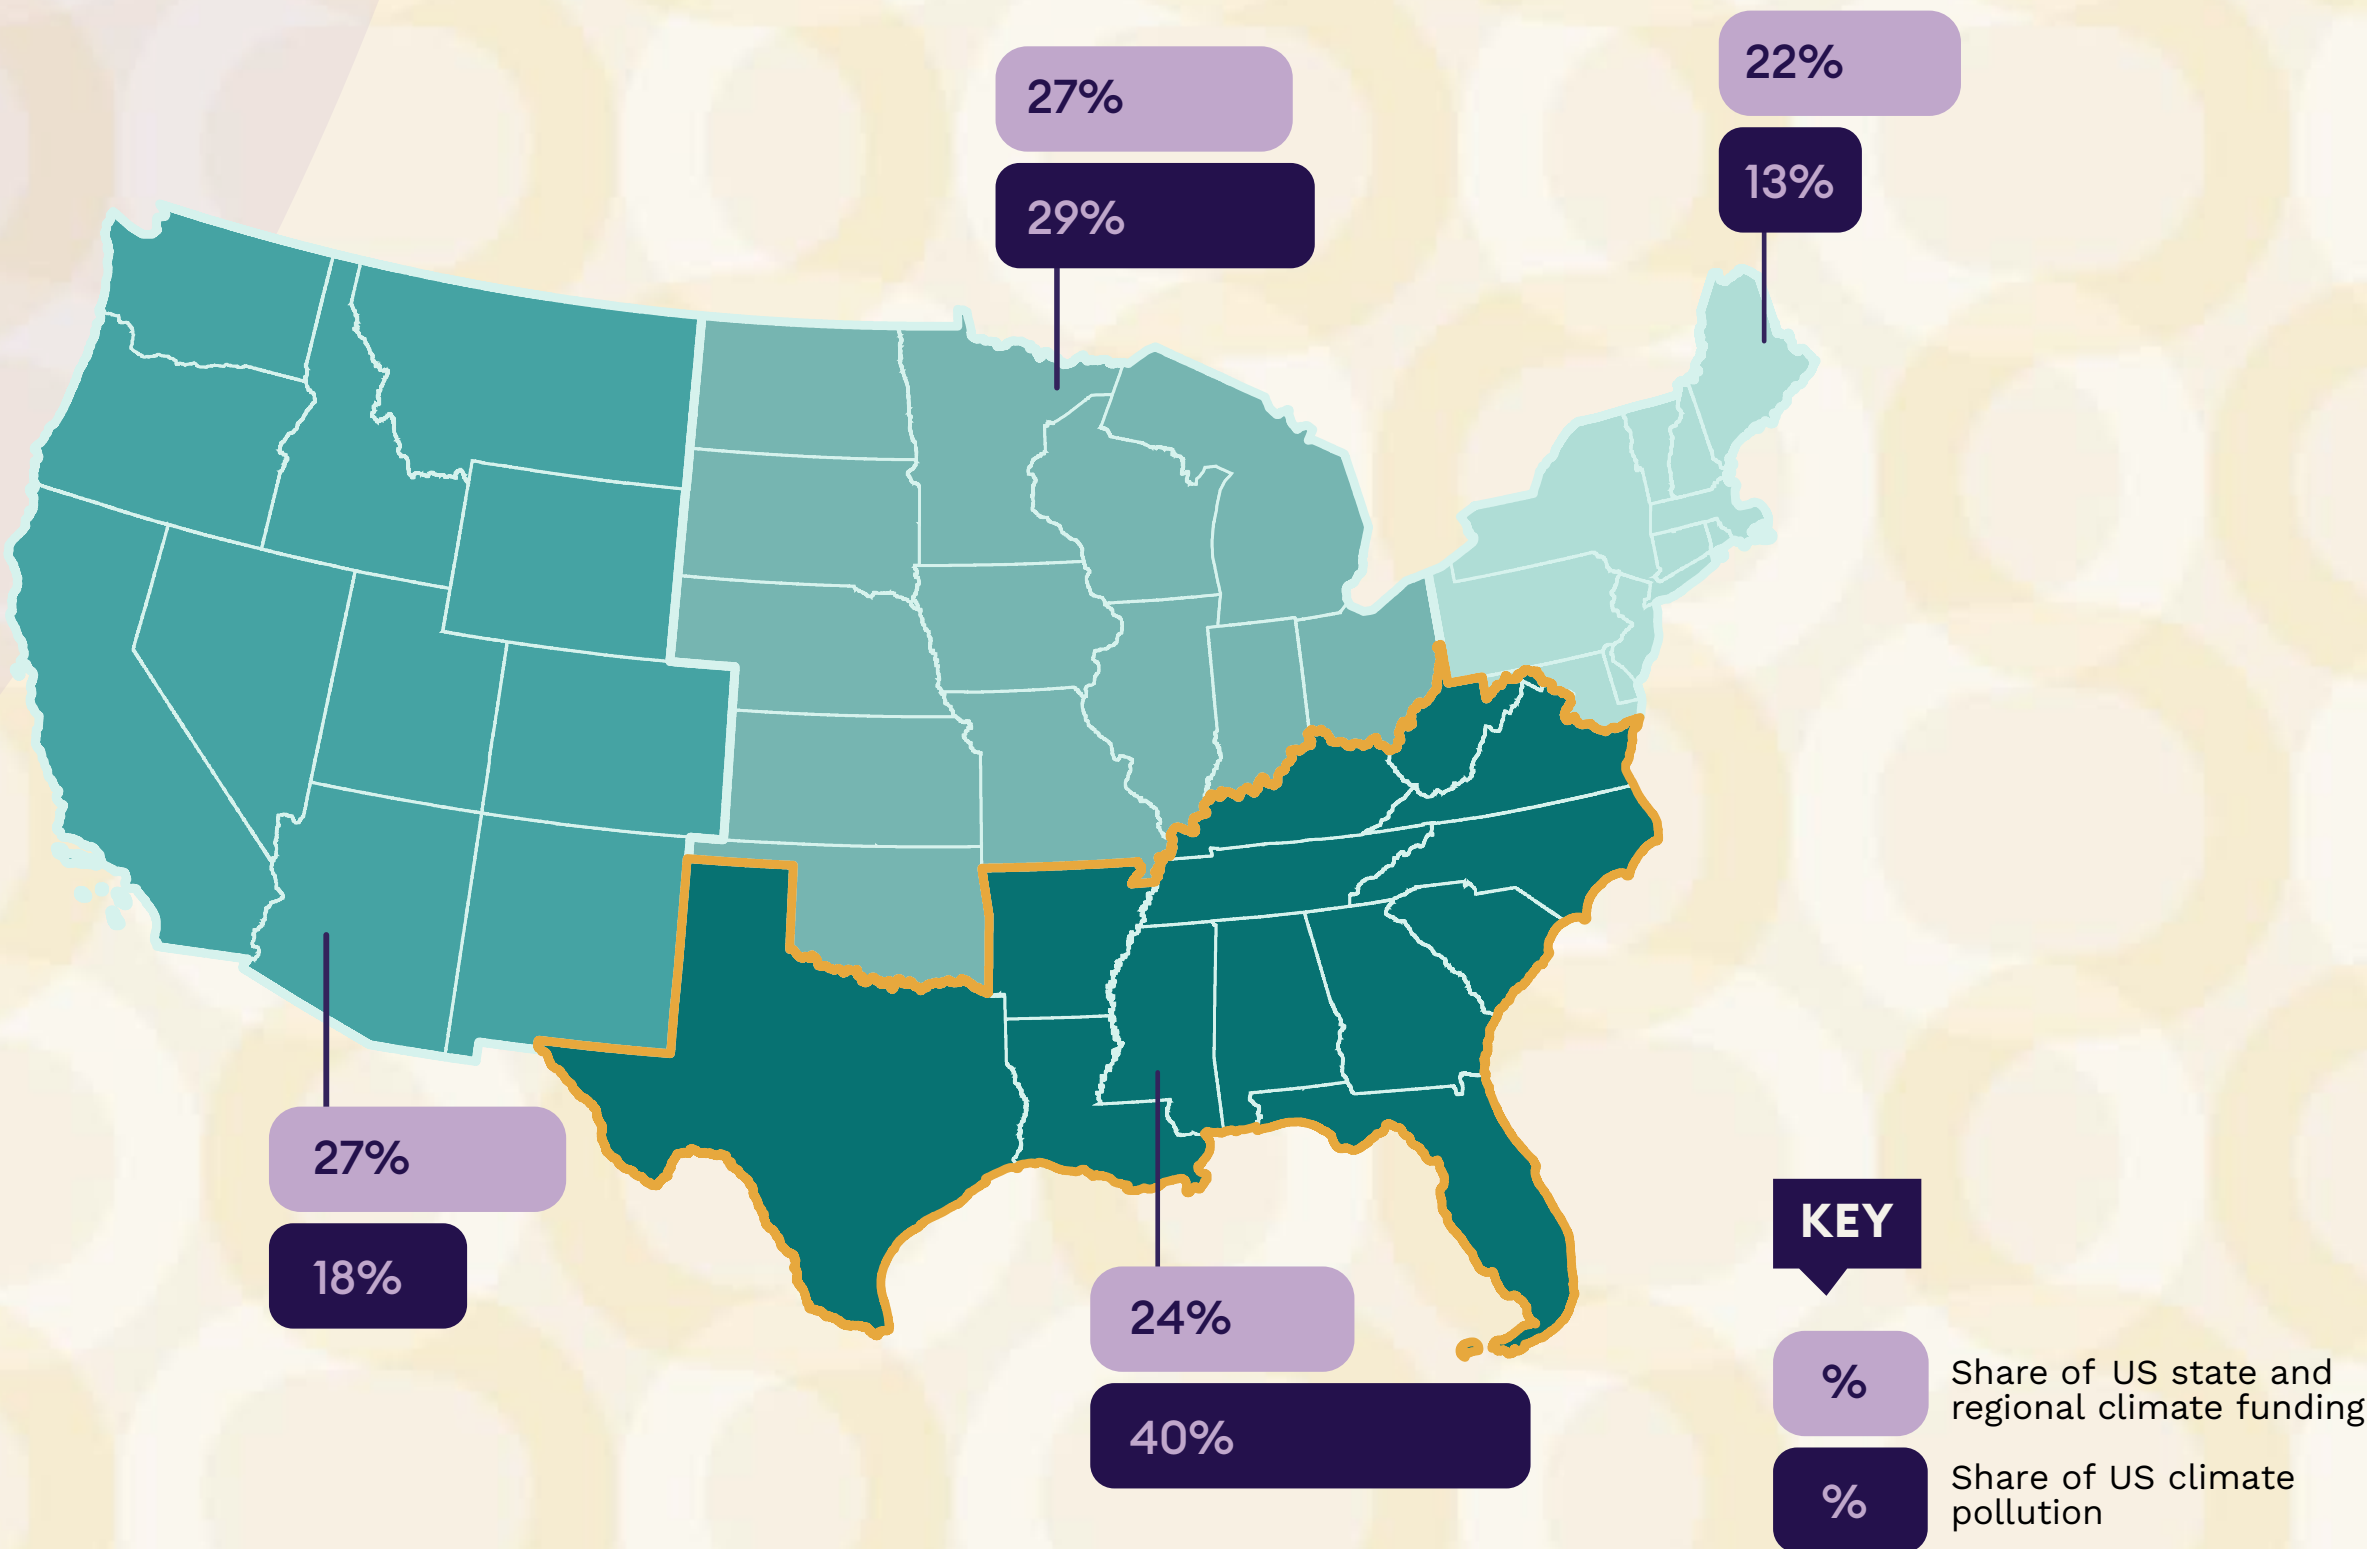 27%
29%
22%
13%
27%
18%
24%
40%
KEY
%
Share of US state and
regional climate funding
%
Share of US climate
pollution